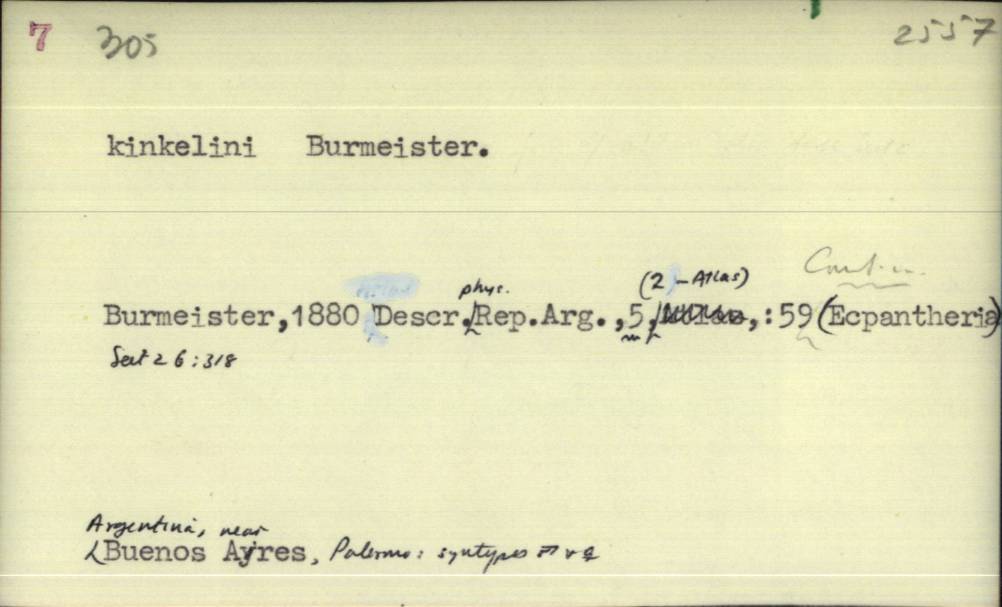 7 305 2557
kinkelini Burmeister.
(2 - Atlas)
phys.
Burmeister,1880 Descr. Rep.Arg.,5, ,:59 (Ecpantheria)
Seit 26:318
Argentina, near
Buenos Ayres, Palermo: syntypes ♂ + ♀